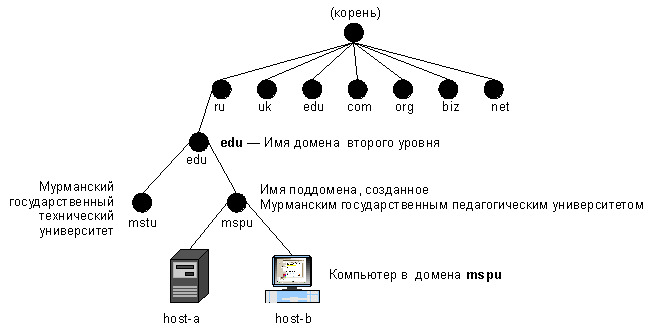 (корень)
ru uk edu com org biz net
edu — Имя домена второго уровня
edu
Мурманский
государственный
технический
университет
Имя поддомена, созданное
Мурманским государственным педагогическим университетом
mstu
mspu
Компьютер в домена mspu
host-a
host-b